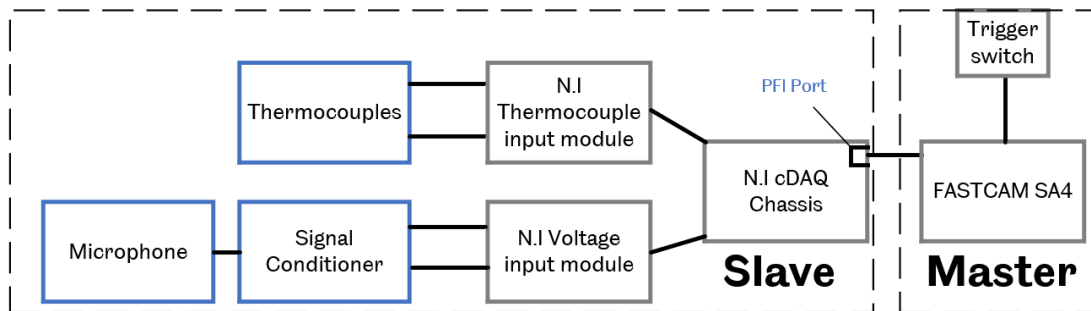 Trigger
switch
Thermocouples
N.I
Thermocouple
input module
PFI Port
N.I cDAQ
Chassis
FASTCAM SA4
Microphone
Signal
Conditioner
N.I Voltage
input module
Slave
Master